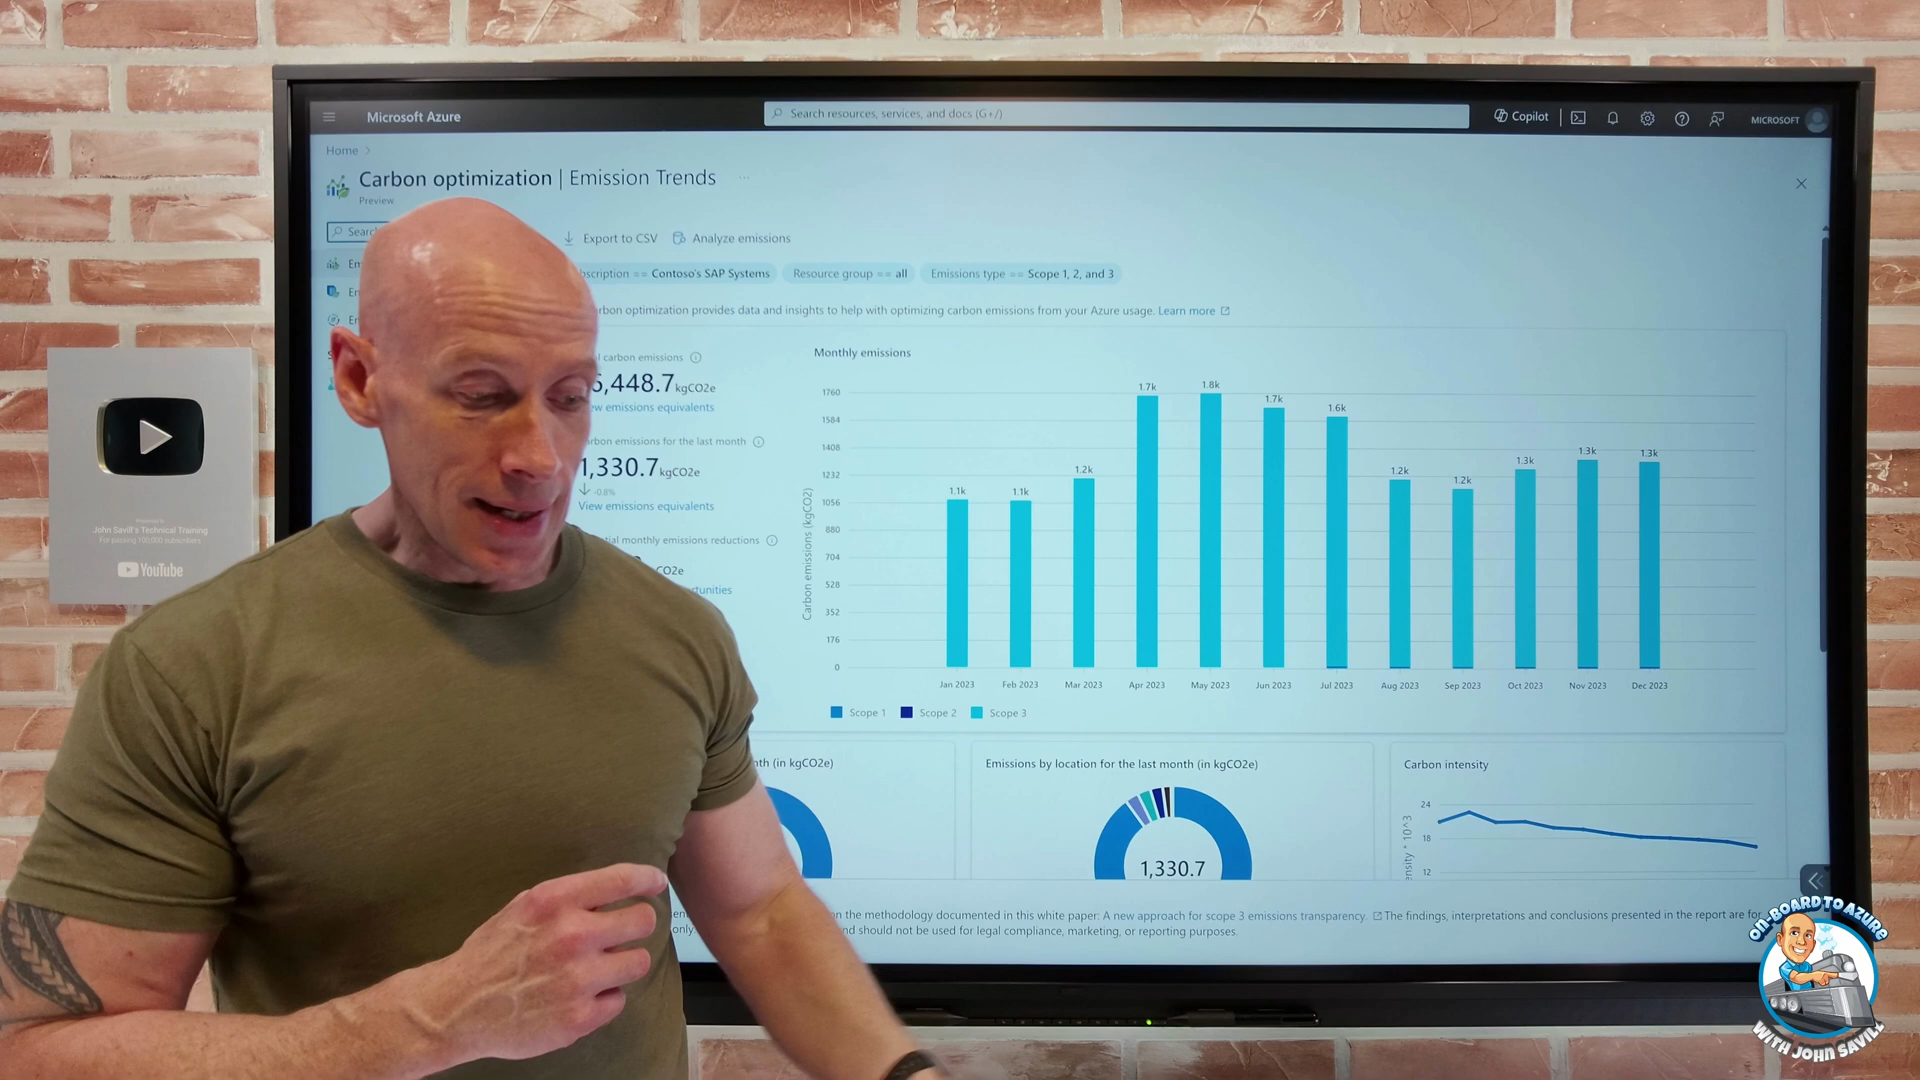 Microsoft Azure
Search resources, services, and docs (G+/)
Copilot
MICROSOFT
Home
Carbon optimization | Emission Trends
Preview
Export to CSV
Analyze emissions
Contoso's SAP Systems
Resource group == all
Emissions type == Scope 1, 2, and 3
optimization provides data and insights to help with optimizing carbon emissions from your Azure usage. Learn more
carbon emissions
,448.7 kgCO2e
emissions equivalents
emissions for the last month
1,330.7 kgCO2e
-0.8%
View emissions equivalents
monthly emissions reductions
CO2e
Monthly emissions
Carbon emissions (kgCO2)
1760
1584
1408
1232
1056
880
704
528
352
176
0
1.1k
1.1k
1.2k
1.7k
1.8k
1.7k
1.6k
1.2k
1.2k
1.3k
1.3k
1.3k
Jan 2023
Feb 2023
Mar 2023
Apr 2023
May 2023
Jun 2023
Jul 2023
Aug 2023
Sep 2023
Oct 2023
Nov 2023
Dec 2023
Scope 1
Scope 2
Scope 3
(in kgCO2e)
Emissions by location for the last month (in kgCO2e)
1,330.7
Carbon intensity
24
18
12
* 10^3
the methodology documented in this white paper: A new approach for scope 3 emissions transparency. The findings, interpretations and conclusions presented in the report are for
only
should not be used for legal compliance, marketing, or reporting purposes.
John Savill's Technical Training
For passing 100,000 subscribers
YouTube
ON-BOARD TO AZURE
WITH JOHN SAVILL